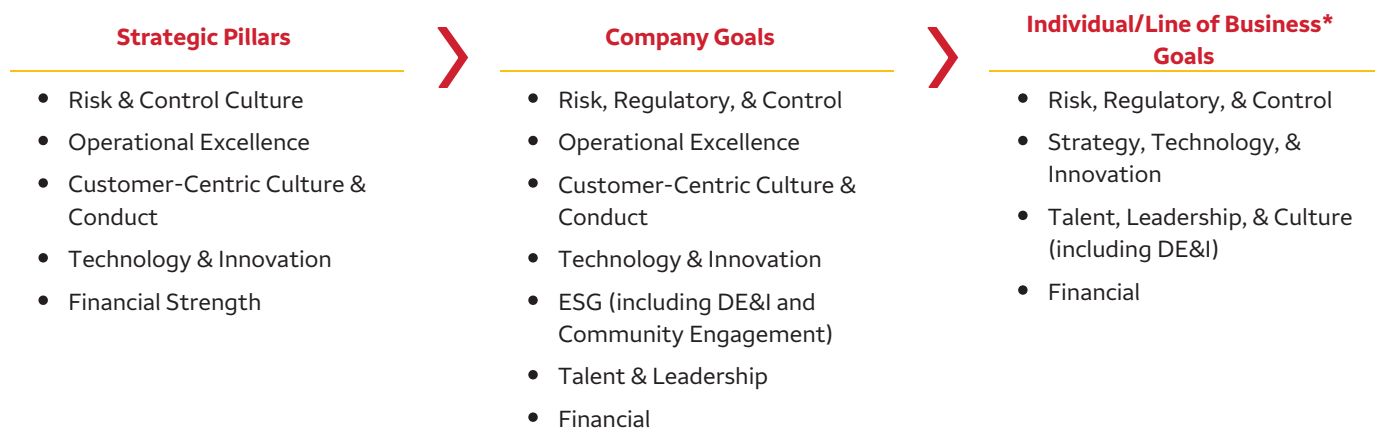 Strategic Pillars
• Risk & Control Culture
• Operational Excellence
• Customer-Centric Culture &
Conduct
• Technology & Innovation
• Financial Strength
Company Goals
• Risk, Regulatory, & Control
• Operational Excellence
• Customer-Centric Culture &
Conduct
• Technology & Innovation
• ESG (including DE&I and
Community Engagement)
• Talent & Leadership
• Financial
Individual/Line of Business*
Goals
• Risk, Regulatory, & Control
• Strategy, Technology, &
Innovation
• Talent, Leadership, & Culture
(including DE&I)
• Financial